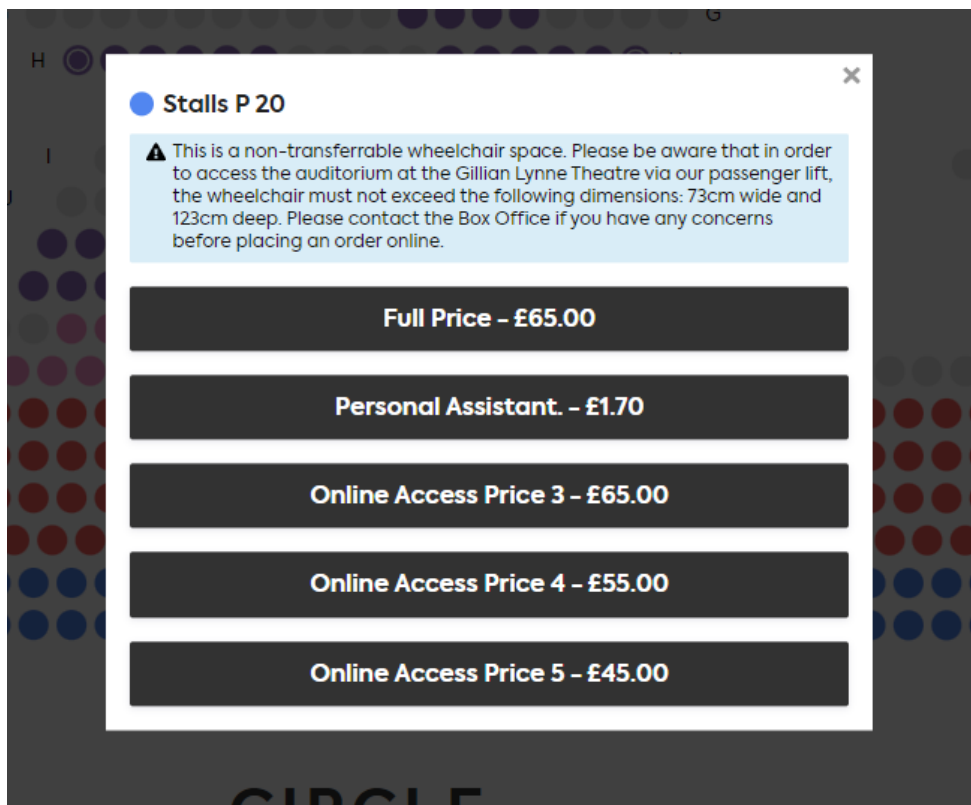 G
H
Stalls P 20
This is a non-transferrable wheelchair space. Please be aware that in order
to access the auditorium at the Gillian Lynne Theatre via our passenger lift,
the wheelchair must not exceed the following dimensions: 73cm wide and
123cm deep. Please contact the Box Office if you have any concerns
before placing an order online.
I
J
Full Price - £65.00
Personal Assistant. - £1.70
Online Access Price 3 - £65.00
Online Access Price 4 - £55.00
Online Access Price 5 - £45.00
CIRCLE